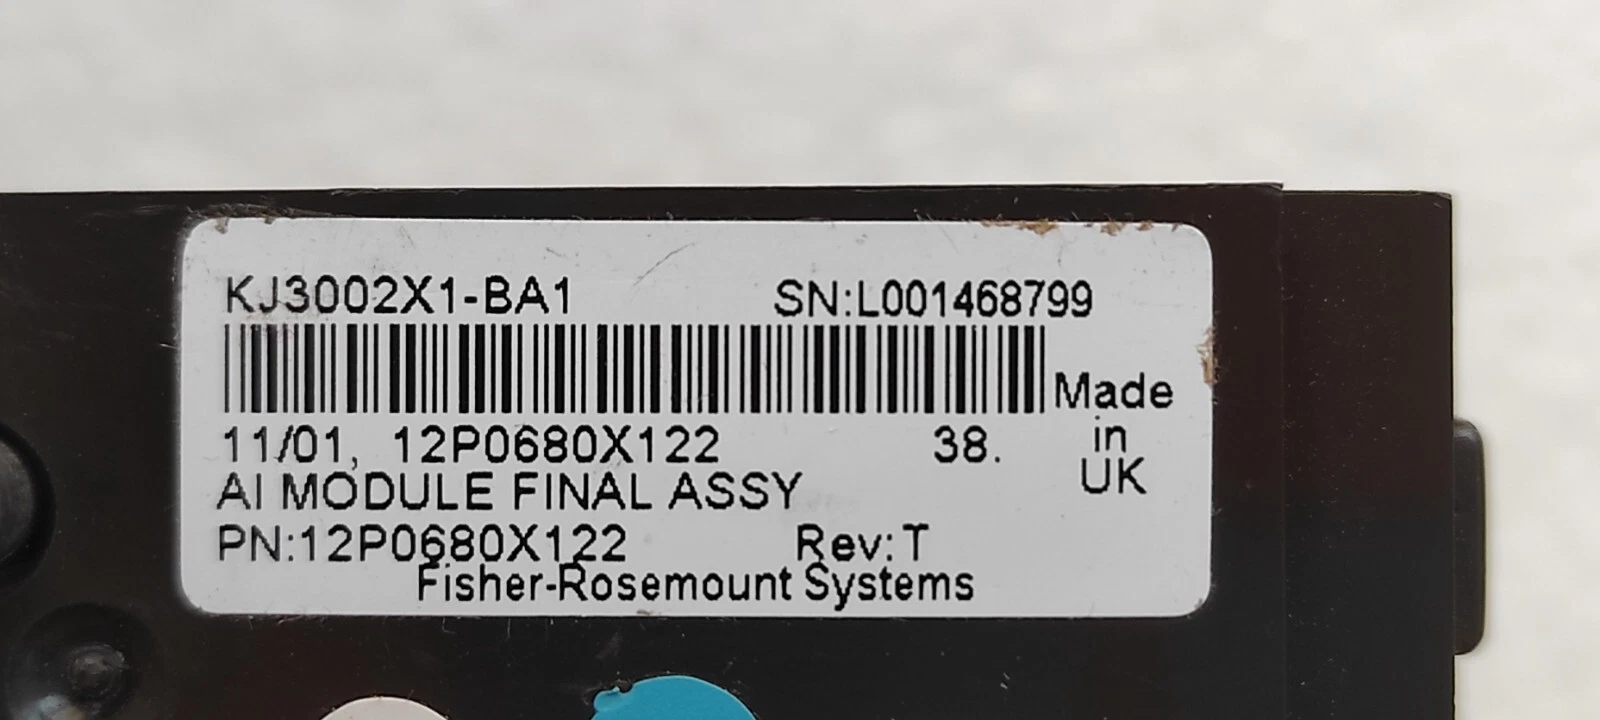 KJ3002X1-BA1 SN:L001468799
Made
11/01, 12P0680X122 38. in
AI MODULE FINAL ASSY UK
PN:12P0680X122 Rev:T
Fisher-Rosemount Systems